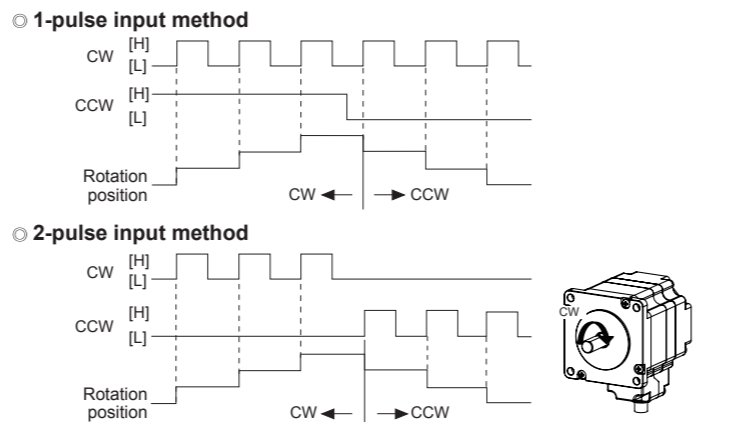 ◎ 1-pulse input method
CW [H]
[L]
CCW [H]
[L]
Rotation
position
CW CCW
◎ 2-pulse input method
CW [H]
[L]
CCW [H]
[L]
Rotation
position
CW CCW
CW